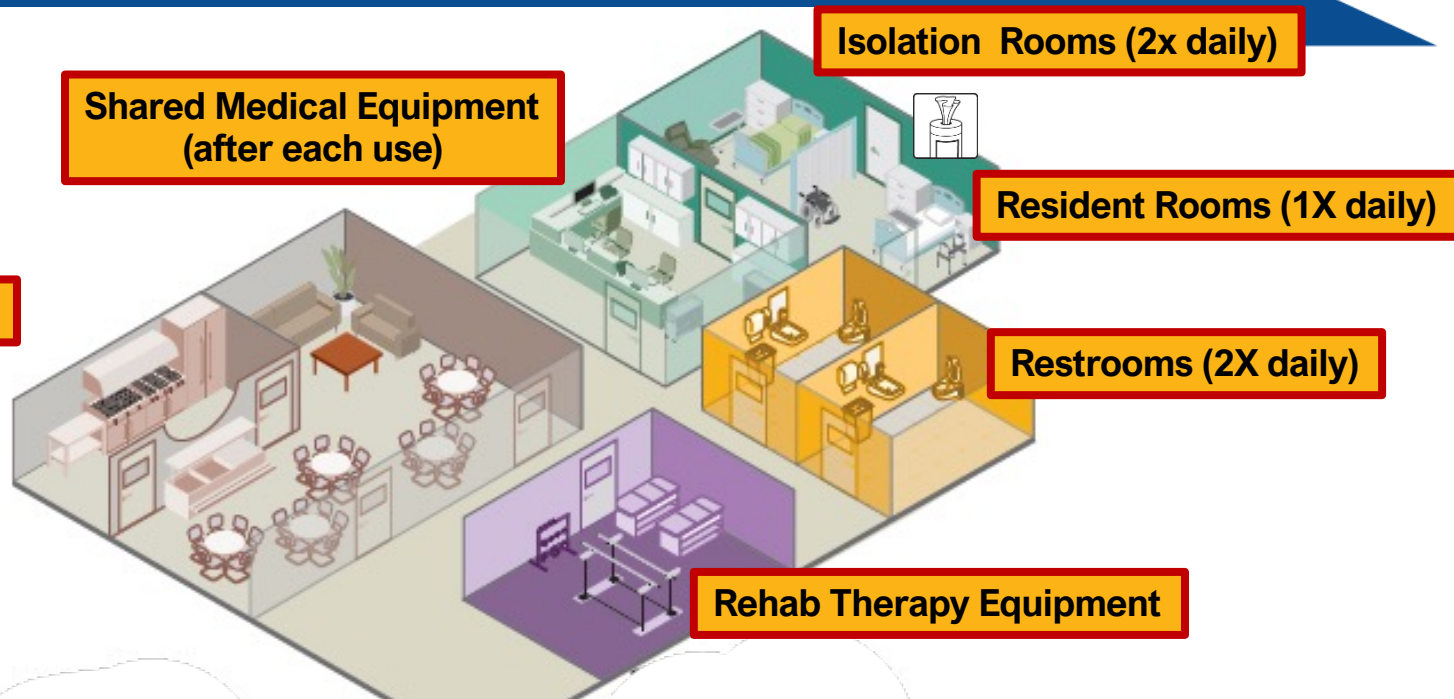 Isolation  Rooms (2x daily)
Shared Medical Equipment
(after each use)
Resident Rooms (1X daily)
Restrooms (2X daily)
Rehab Therapy Equipment